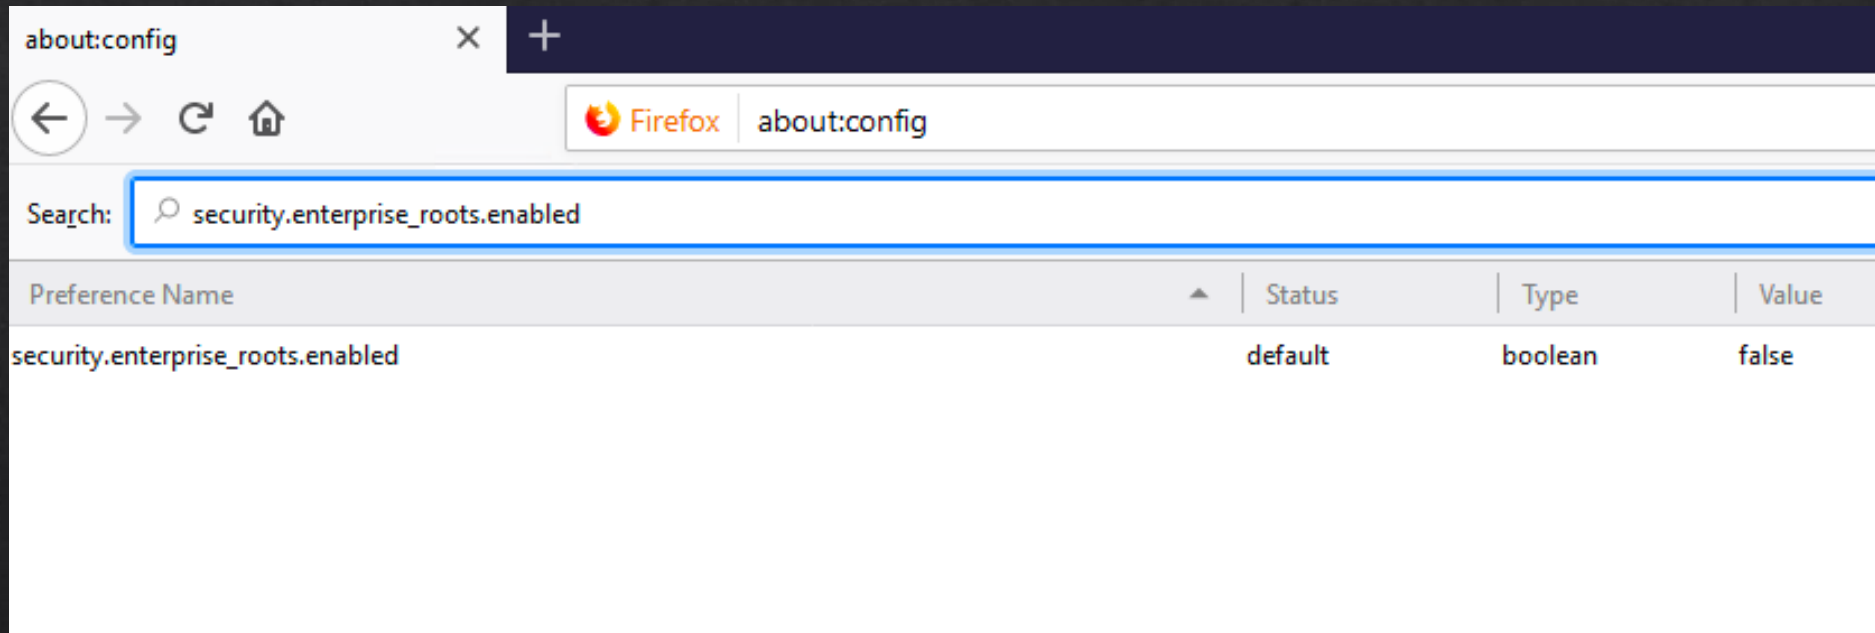 about:config
Firefox about:config
Search: security.enterprise_roots.enabled
Preference Name Status Type Value
security.enterprise_roots.enabled default boolean false